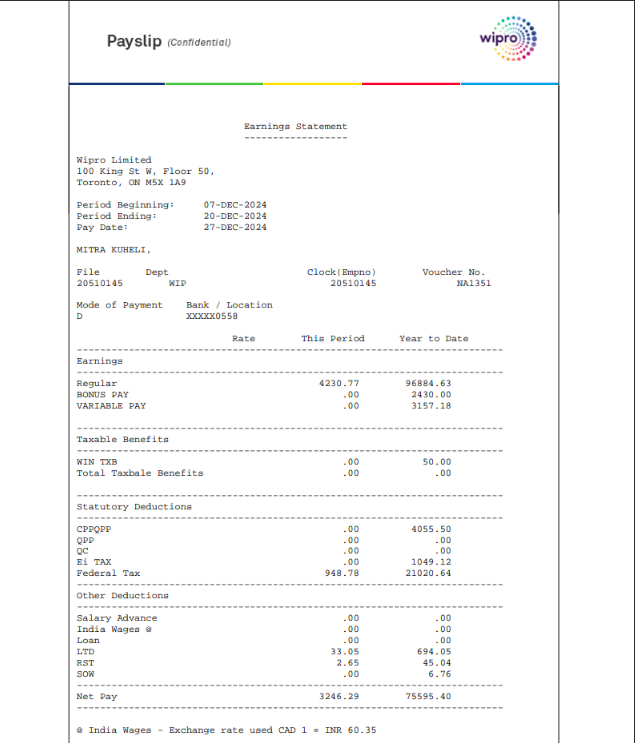 Payslip (Confidential)
wipro
Earnings Statement
------------------
Wipro Limited
100 King St W, Floor 50,
Toronto, ON M5X 1A9
Period Beginning: 07-DEC-2024
Period Ending: 20-DEC-2024
Pay Date: 27-DEC-2024
MITRA KUHELI,
File Dept Clock(Empno) Voucher No.
20510145 WIP 20510145 NA1351
Mode of Payment Bank / Location
D XXXXX0558
Rate This Period Year to Date
Earnings
Regular 4230.77 96884.63
BONUS PAY .00 2430.00
VARIABLE PAY .00 3157.18
Taxable Benefits
WIN TXB .00 50.00
Total Taxbale Benefits .00 .00
Statutory Deductions
CPPQPP .00 4055.50
QPP .00 .00
QC .00 .00
Ei TAX .00 1049.12
Federal Tax 948.78 21020.64
Other Deductions
Salary Advance .00 .00
India Wages @ .00 .00
Loan .00 .00
LTD 33.05 694.05
RST 2.65 45.04
SOW .00 6.76
Net Pay 3246.29 75595.40
@ India Wages - Exchange rate used CAD 1 = INR 60.35